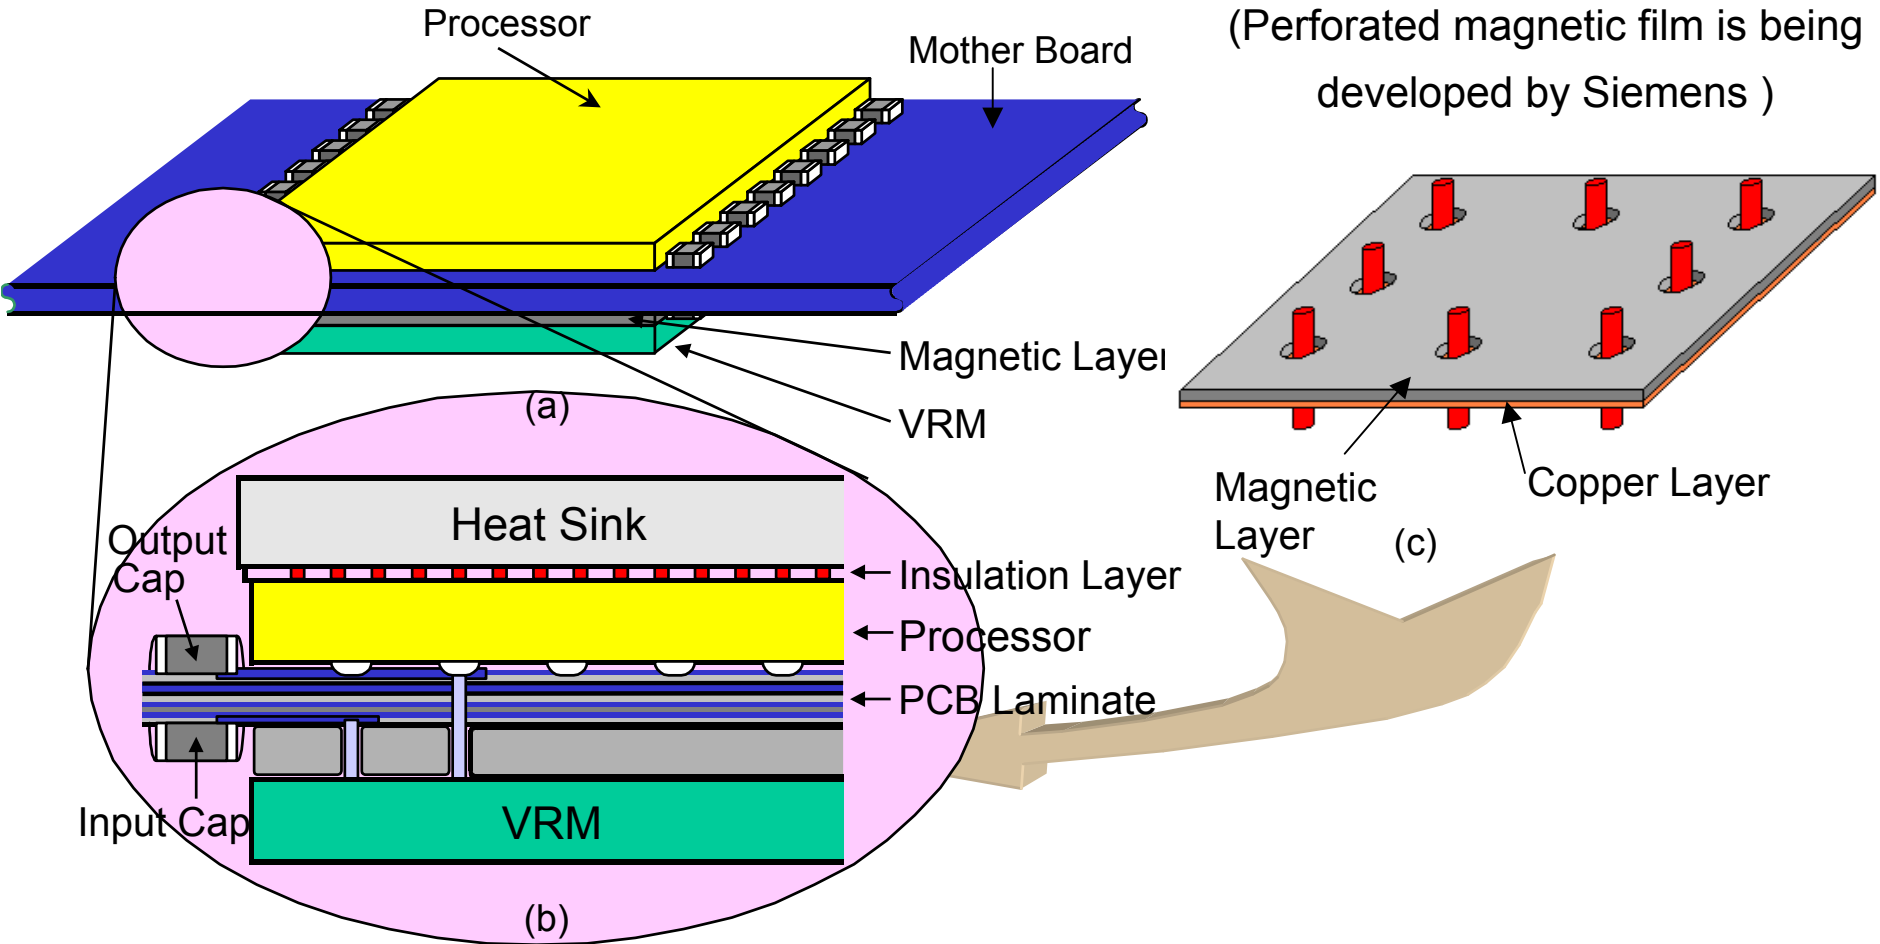 Processor
Mother Board
(Perforated magnetic film is being
developed by Siemens )
Magnetic Layer
VRM
(a)
Magnetic
Layer
Copper Layer
(c)
Heat Sink
Output
Cap
Insulation Layer
Processor
PCB Laminate
Input Cap
VRM
(b)